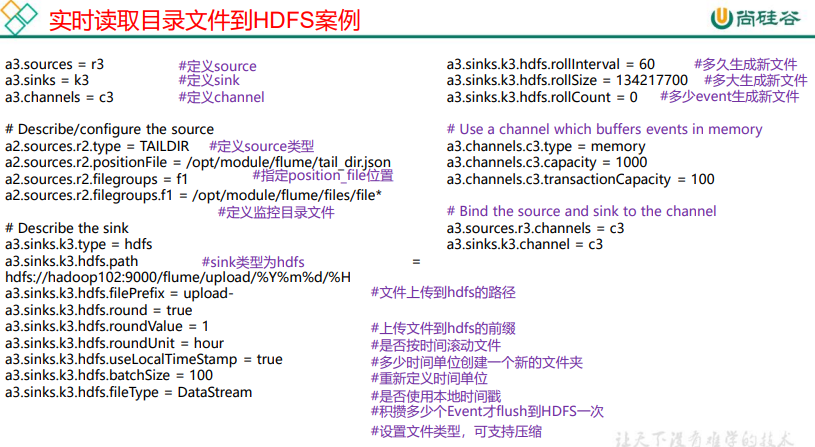 实时读取目录文件到HDFS案例
尚硅谷
a3.sources = r3 #定义source
a3.sinks = k3 #定义sink
a3.channels = c3 #定义channel
# Describe/configure the source
a2.sources.r2.type = TAILDIR #定义source类型
a2.sources.r2.positionFile = /opt/module/flume/tail_dir.json
a2.sources.r2.filegroups = f1 #指定position_file位置
a2.sources.r2.filegroups.f1 = /opt/module/flume/files/file*
#定义监控目录文件
# Describe the sink
a3.sinks.k3.type = hdfs
a3.sinks.k3.hdfs.path #sink类型为hdfs =
hdfs://hadoop102:9000/flume/upload/%Y%m%d/%H
a3.sinks.k3.hdfs.filePrefix = upload- #文件上传到hdfs的路径
a3.sinks.k3.hdfs.round = true
a3.sinks.k3.hdfs.roundValue = 1 #上传文件到hdfs的前缀
a3.sinks.k3.hdfs.roundUnit = hour #是否按时间滚动文件
a3.sinks.k3.hdfs.useLocalTimeStamp = true #多少时间单位创建一个新的文件夹
a3.sinks.k3.hdfs.batchSize = 100 #重新定义时间单位
a3.sinks.k3.hdfs.fileType = DataStream #是否使用本地时间戳
#积攒多少个Event才flush到HDFS一次
#设置文件类型，可支持压缩
a3.sinks.k3.hdfs.rollInterval = 60 #多久生成新文件
a3.sinks.k3.hdfs.rollSize = 134217700 #多大生成新文件
a3.sinks.k3.hdfs.rollCount = 0 #多少event生成新文件
# Use a channel which buffers events in memory
a3.channels.c3.type = memory
a3.channels.c3.capacity = 1000
a3.channels.c3.transactionCapacity = 100
# Bind the source and sink to the channel
a3.sources.r3.channels = c3
a3.sinks.k3.channel = c3
让天下没有难学的技术